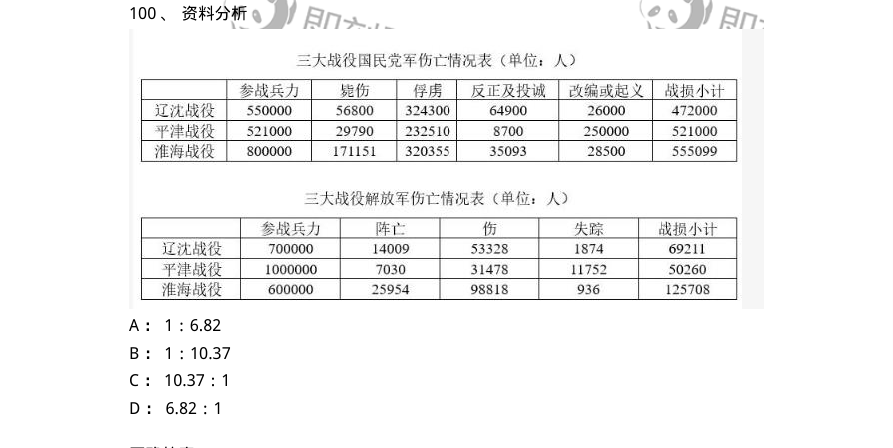 100 、 资料分析
三大战役国民党军伤亡情况表（单位：人）
参战兵力 毙伤 俘虏 反正及投诚 改编或起义 战损小计
辽沈战役 550000 56800 324300 64900 26000 472000
平津战役 521000 29790 232510 8700 250000 521000
淮海战役 800000 171151 320355 35093 28500 555099
三大战役解放军伤亡情况表（单位：人）
参战兵力 阵亡 伤 失踪 战损小计
辽沈战役 700000 14009 53328 1874 69211
平津战役 1000000 7030 31478 11752 50260
淮海战役 600000 25954 98818 936 125708
A ： 1 : 6.82
B ： 1 : 10.37
C ： 10.37 : 1
D ： 6.82 : 1